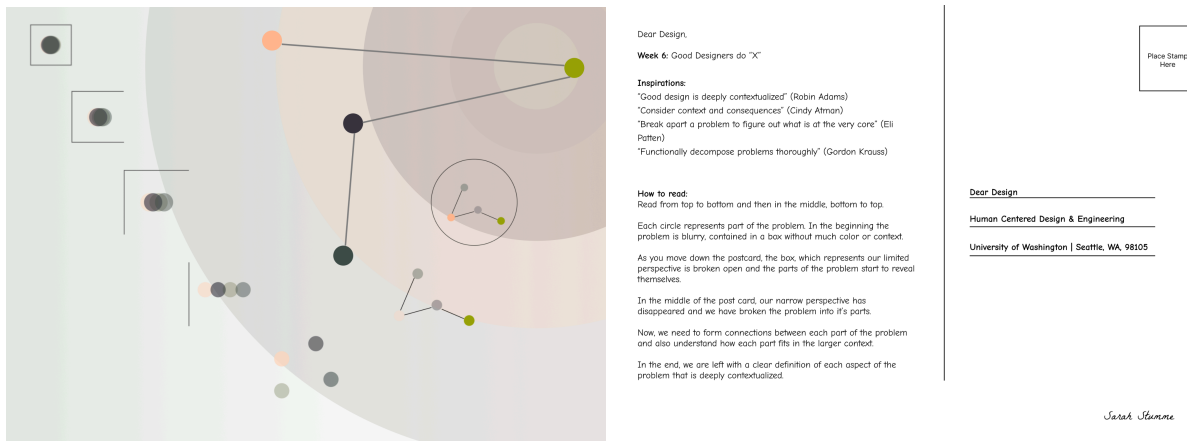 Dear Design,
Week 6: Good Designers do "X"
Inspirations:
"Good design is deeply contextualized" (Robin Adams)
"Consider context and consequences" (Cindy Atman)
"Break apart a problem to figure out what is at the very core" (Eli
Patten)
"Functionally decompose problems thoroughly" (Gordon Krauss)
How to read:
Read from top to bottom and then in the middle, bottom to top.
Each circle represents part of the problem. In the beginning the
problem is blurry, contained in a box without much color or context.
As you move down the postcard, the box, which represents our limited
perspective is broken open and the parts of the problem start to reveal
themselves.
In the middle of the post card, our narrow perspective has
disappeared and we have broken the problem into it's parts.
Now, we need to form connections between each part of the problem
and also understand how each part fits in the larger context.
In the end, we are left with a clear definition of each aspect of the
problem that is deeply contextualized.
Place Stamp
Here
Dear Design
Human Centered Design & Engineering
University of Washington | Seattle, WA, 98105
Sarah Stumme